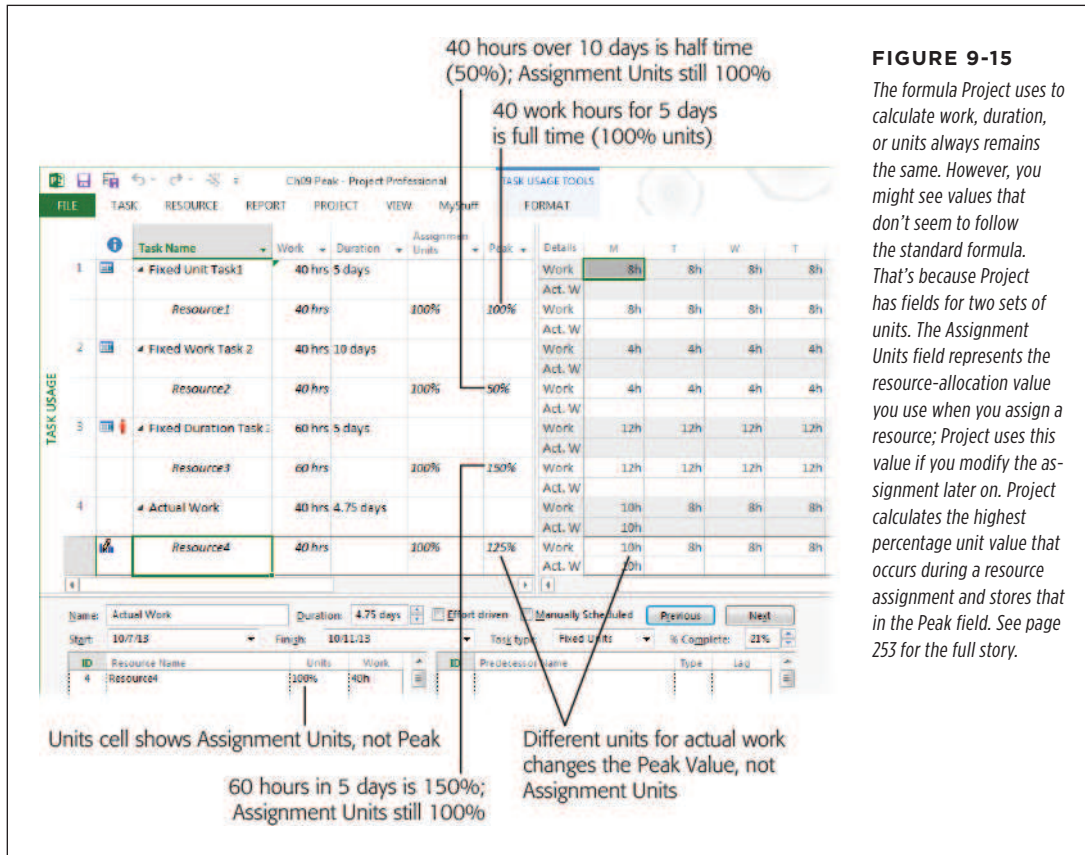 40 hours over 10 days is half time
(50%); Assignment Units still 100%
40 work hours for 5 days
is full time (100% units)
FIGURE 9-15
The formula Project uses to
calculate work, duration,
or units always remains
the same. However, you
might see values that
don't seem to follow
the standard formula.
That's because Project
has fields for two sets of
units. The Assignment
Units field represents the
resource-allocation value
you use when you assign a
resource; Project uses this
value if you modify the as-
signment later on. Project
calculates the highest
percentage unit value that
occurs during a resource
assignment and stores that
in the Peak field. See page
253 for the full story.
Ch09 Peak - Project Professional TASK USAGE TOOLS
FILE TASK RESOURCE REPORT PROJECT VIEW MyStuff FORMAT
Task Name Work Duration Assignmen Units Peak Details M T W T
1 Fixed Unit Task1 40 hrs 5 days Work 8h 8h 8h 8h
Act. W
Resource1 40 hrs 100% 100% Work 8h 8h 8h 8h
Act. W
2 Fixed Work Task 2 40 hrs 10 days Work 4h 4h 4h 4h
Act. W
Resource2 40 hrs 100% 50% Work 4h 4h 4h 4h
Act. W
3 Fixed Duration Task 60 hrs 5 days Work 12h 12h 12h 12h
Act. W
Resource3 60 hrs 100% 150% Work 12h 12h 12h 12h
Act. W
4 Actual Work 40 hrs 4.75 days Work 10h 8h 8h 8h
Act. W 10h
Resource4 40 hrs 100% 125% Work 10h 8h 8h 8h
Act. W 10h
TASK USAGE
Name: Actual Work Duration: 4.75 days Effort driven Manually Scheduled Previous Next
Start: 10/7/13 Finish: 10/11/13 Task type: Fixed Units % Complete: 21%
ID Resource Name Units Work ID Predecessor Name Type Lag
4 Resource4 100% 40h
Units cell shows Assignment Units, not Peak
60 hours in 5 days is 150%;
Assignment Units still 100%
Different units for actual work
changes the Peak Value, not
Assignment Units